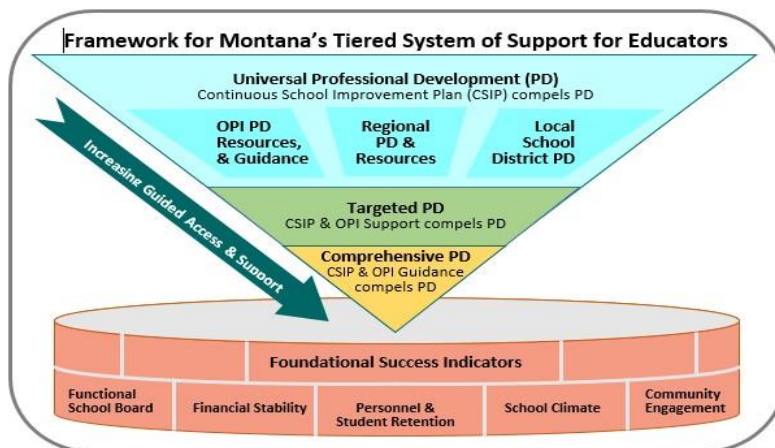 Framework for Montana's Tiered System of Support for Educators
Universal Professional Development (PD)
Continuous School Improvement Plan (CSIP) compels PD
OPI PD
Resources,
& Guidance
Regional
PD &
Resources
Local
School
District PD
Increasing Guided Access & Support
Targeted PD
CSIP & OPI Support compels PD
Comprehensive PD
CSIP & OPI Guidance
compels PD
Foundational Success Indicators
Functional
School Board
Financial Stability
Personnel &
Student Retention
School Climate
Community
Engagement